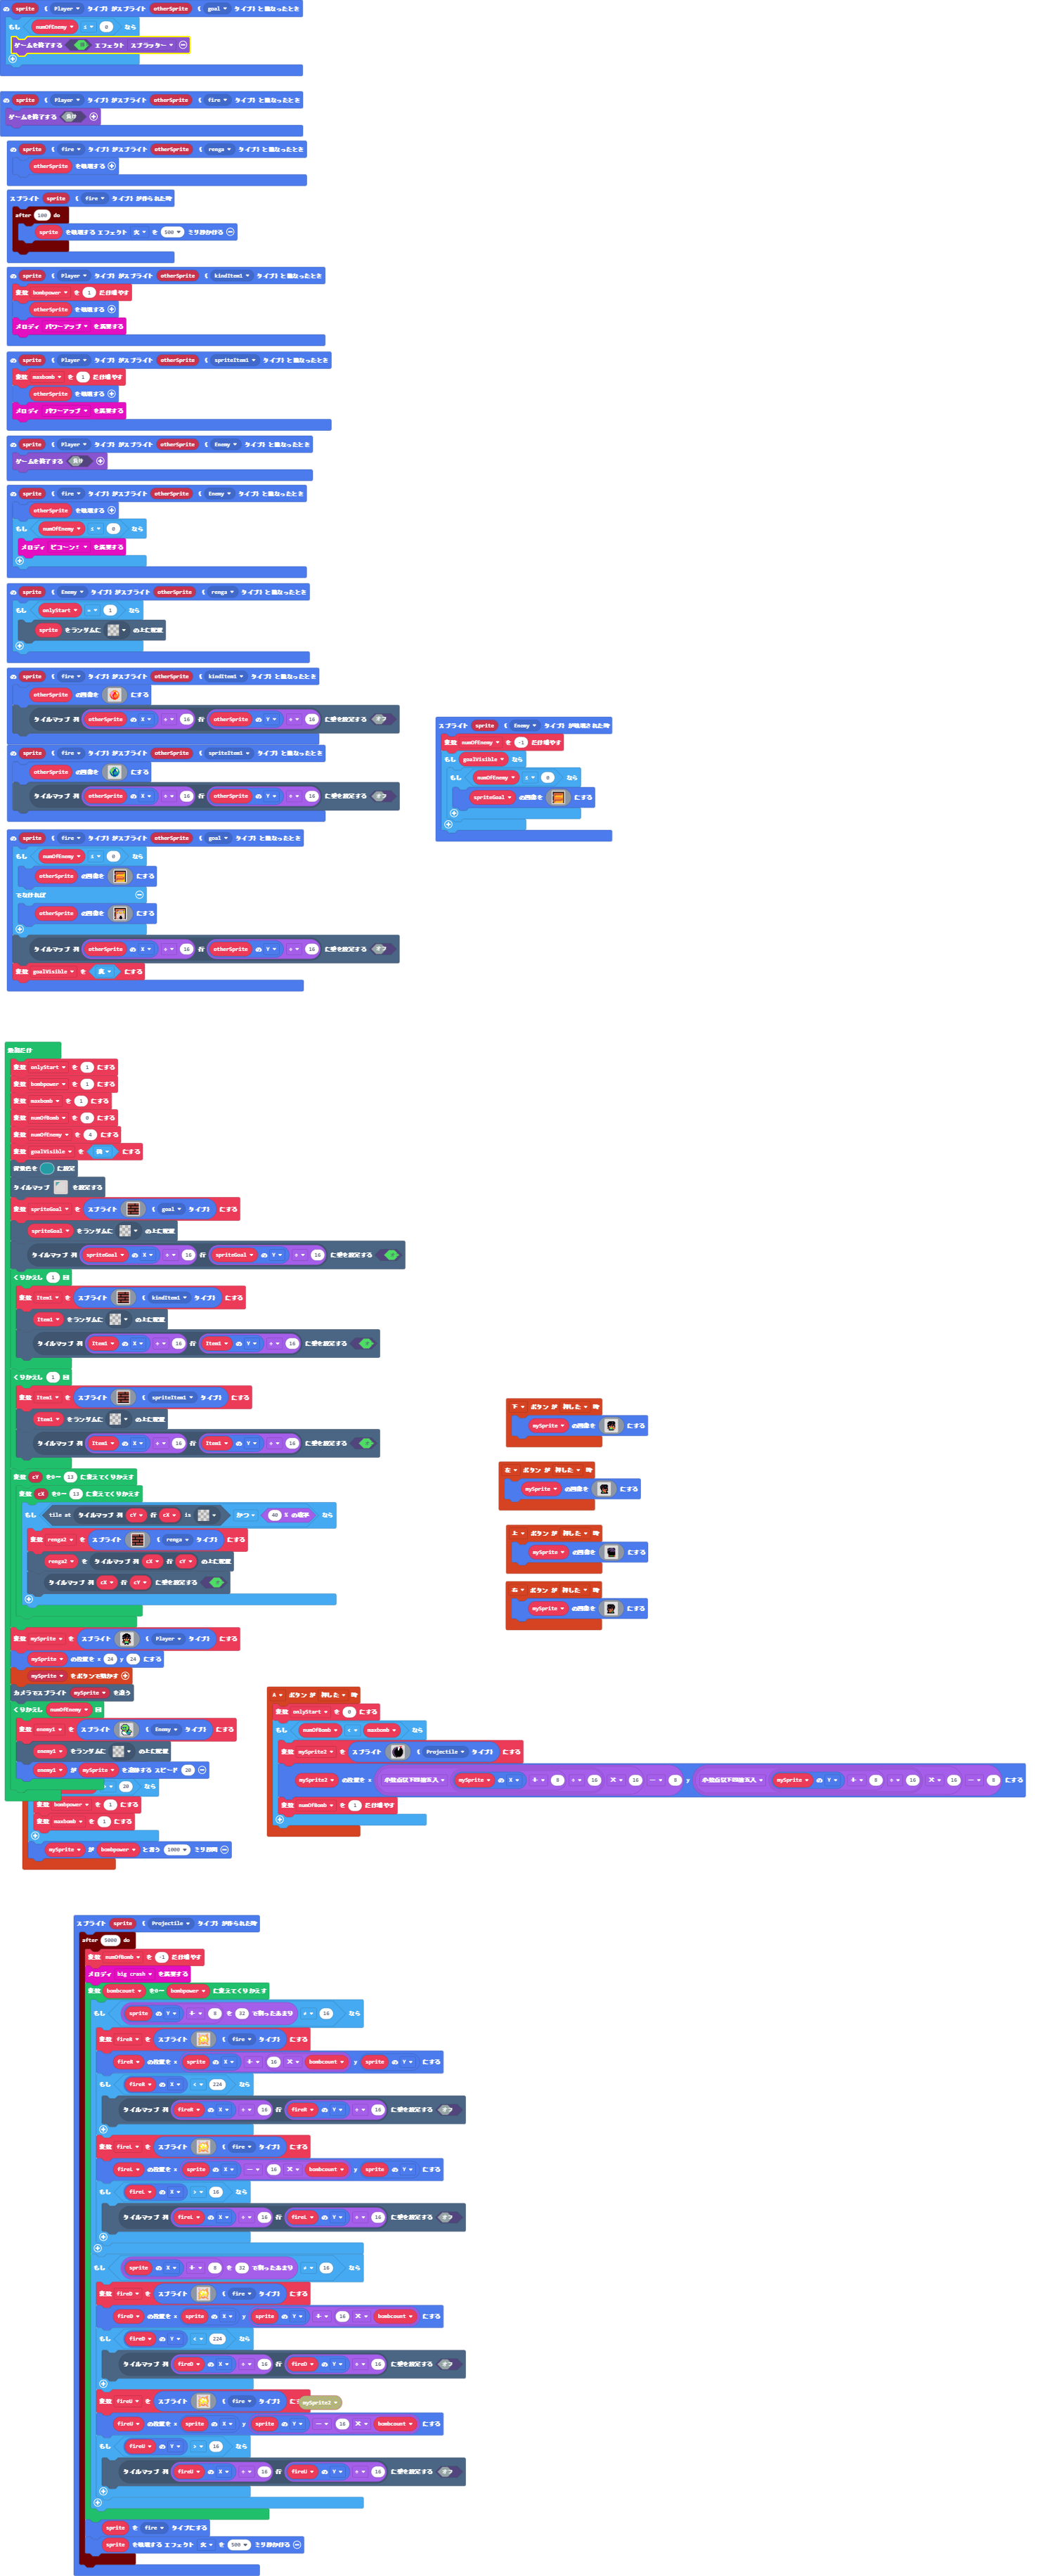 の sprite ( Player タイプ) がスプライト otherSprite ( goal タイプ) と重なったとき
もし numOfEnemy ≤ 0 なら
ゲームを終了する エフェクト スプラッター
の sprite ( Player タイプ) がスプライト otherSprite ( fire タイプ) と重なったとき
ゲームを終了する 負け
の sprite ( fire タイプ) がスプライト otherSprite ( renga タイプ) と重なったとき
otherSprite を破壊する
スプライト sprite ( fire タイプ) が作られた時
after 100 do
sprite を破壊する エフェクト 火 を 500 ミリ秒かける
の sprite ( Player タイプ) がスプライト otherSprite ( kindItem1 タイプ) と重なったとき
変数 bombpower を 1 だけ増やす
otherSprite を破壊する
メロディ パワーアップ を演奏する
の sprite ( Player タイプ) がスプライト otherSprite ( spriteItem1 タイプ) と重なったとき
変数 maxbomb を 1 だけ増やす
otherSprite を破壊する
メロディ パワーアップ を演奏する
の sprite ( Player タイプ) がスプライト otherSprite ( Enemy タイプ) と重なったとき
ゲームを終了する 負け
の sprite ( fire タイプ) がスプライト otherSprite ( Enemy タイプ) と重なったとき
otherSprite を破壊する
もし numOfEnemy ≤ 0 なら
メロディ ピコーン! を演奏する
の sprite ( Enemy タイプ) がスプライト otherSprite ( renga タイプ) と重なったとき
もし onlyStart = 1 なら
sprite をランダムに の上に配置
の sprite ( fire タイプ) がスプライト otherSprite ( kindItem1 タイプ) と重なったとき
otherSprite の画像を にする
タイルマップ 列 otherSprite の X ÷ 16 行 otherSprite の Y ÷ 16 に壁を設定する オフ
の sprite ( fire タイプ) がスプライト otherSprite ( spriteItem1 タイプ) と重なったとき
otherSprite の画像を にする
タイルマップ 列 otherSprite の X ÷ 16 行 otherSprite の Y ÷ 16 に壁を設定する オフ
スプライト sprite ( Enemy タイプ) が破壊された時
変数 numOfEnemy を -1 だけ増やす
もし goalVisible なら
もし numOfEnemy ≤ 0 なら
spriteGoal の画像を にする
の sprite ( fire タイプ) がスプライト otherSprite ( goal タイプ) と重なったとき
もし numOfEnemy ≤ 0 なら
otherSprite の画像を にする
でなければ
otherSprite の画像を にする
タイルマップ 列 otherSprite の X ÷ 16 行 otherSprite の Y ÷ 16 に壁を設定する オフ
変数 goalVisible を 真 にする
最初だけ
変数 onlyStart を 1 にする
変数 bombpower を 1 にする
変数 maxbomb を 1 にする
変数 numOfBomb を 0 にする
変数 numOfEnemy を 4 にする
変数 goalVisible を 偽 にする
背景色を に設定
タイルマップ を設定する
変数 spriteGoal を スプライト ( goal タイプ) にする
spriteGoal をランダムに の上に配置
タイルマップ 列 spriteGoal の X ÷ 16 行 spriteGoal の Y ÷ 16 に壁を設定する
くりかえし 1 回
変数 Item1 を スプライト ( kindItem1 タイプ) にする
Item1 をランダムに の上に配置
タイルマップ 列 Item1 の X ÷ 16 行 Item1 の Y ÷ 16 に壁を設定する
くりかえし 1 回
変数 Item1 を スプライト ( spriteItem1 タイプ) にする
Item1 をランダムに の上に配置
タイルマップ 列 Item1 の X ÷ 16 行 Item1 の Y ÷ 16 に壁を設定する
変数 cY を0〜 13 に変えてくりかえす
変数 cX を0〜 13 に変えてくりかえす
もし tile at タイルマップ 列 cY 行 cX is かつ 40 % の確率 なら
変数 renga2 を スプライト ( renga タイプ) にする
renga2 を タイルマップ 列 cX 行 cY の上に配置
タイルマップ 列 cX 行 cY に壁を設定する
変数 mySprite を スプライト ( Player タイプ) にする
mySprite の位置を x 24 y 24 にする
mySprite をボタンで動かす
カメラでスプライト mySprite を追う
くりかえし numOfEnemy 回
変数 enemy1 を スプライト ( Enemy タイプ) にする
enemy1 をランダムに の上に配置
enemy1 が mySprite を追跡する スピード 20
20 なら
変数 bombpower を 1 にする
変数 maxbomb を 1 にする
mySprite が bombpower と言う 1000 ミリ秒間
下 ボタン が 押した 時
mySprite の画像を にする
左 ボタン が 押した 時
mySprite の画像を にする
上 ボタン が 押した 時
mySprite の画像を にする
右 ボタン が 押した 時
mySprite の画像を にする
A ボタン が 押した 時
変数 onlyStart を 0 にする
もし numOfBomb < maxbomb なら
変数 mySprite2 を スプライト ( Projectile タイプ) にする
mySprite2 の位置を x 小数点以下四捨五入 mySprite の X + 8 ÷ 16 × 16 - 8 y 小数点以下四捨五入 mySprite の Y + 8 ÷ 16 × 16 - 8 にする
変数 numOfBomb を 1 だけ増やす
スプライト sprite ( Projectile タイプ) が作られた時
after 5000 do
変数 numOfBomb を -1 だけ増やす
メロディ big crash を演奏する
変数 bombcount を0〜 bombpower に変えてくりかえす
もし sprite の Y + 8 を 32 で割ったあまり 16 なら
変数 fireR を スプライト ( fire タイプ) にする
fireR の位置を x sprite の X + 16 × bombcount y sprite の Y にする
もし fireR の X < 224 なら
タイルマップ 列 fireR の X ÷ 16 行 fireR の Y ÷ 16 に壁を設定する オフ
変数 fireL を スプライト ( fire タイプ) にする
fireL の位置を x sprite の X - 16 × bombcount y sprite の Y にする
もし fireL の X > 16 なら
タイルマップ 列 fireL の X ÷ 16 行 fireL の Y ÷ 16 に壁を設定する オフ
もし sprite の X + 8 を 32 で割ったあまり 16 なら
変数 fireD を スプライト ( fire タイプ) にする
fireD の位置を x sprite の X y sprite の Y + 16 × bombcount にする
もし fireD の Y < 224 なら
タイルマップ 列 fireD の X ÷ 16 行 fireD の Y ÷ 16 に壁を設定する オフ
変数 fireU を スプライト ( fire タイプ) にする mySprite2
fireU の位置を x sprite の X y sprite の Y - 16 × bombcount にする
もし fireU の Y > 16 なら
タイルマップ 列 fireU の X ÷ 16 行 fireU の Y ÷ 16 に壁を設定する オフ
sprite を fire タイプにする
sprite を破壊する エフェクト 火 を 500 ミリ秒かける